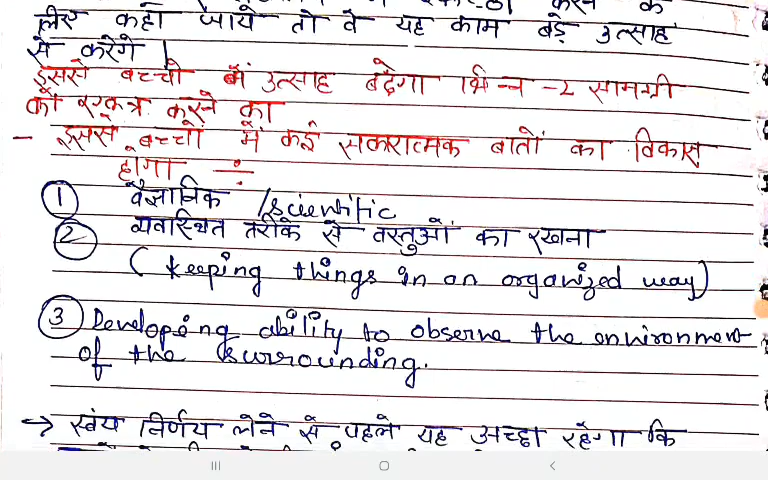 करने के
लिए कहा जाये तो वे यह काम बड़े उत्साह
से करेंगे |
इससे बच्चो में उत्साह बढेगा भिन्न -2 सामग्री
को एकत्र करने का
- इससे बच्चों में कई सकारात्मक बातों का विकास
होगा ÷
① वैज्ञानिक /scientific
② व्यवस्थित तरीके से वस्तुओं का रखना
( keeping things in an organized way)
③ Developing ability to observe the environment
of the surrounding.
→ स्वंय निर्णय लेने से पहले यह अच्छा रहेगा कि